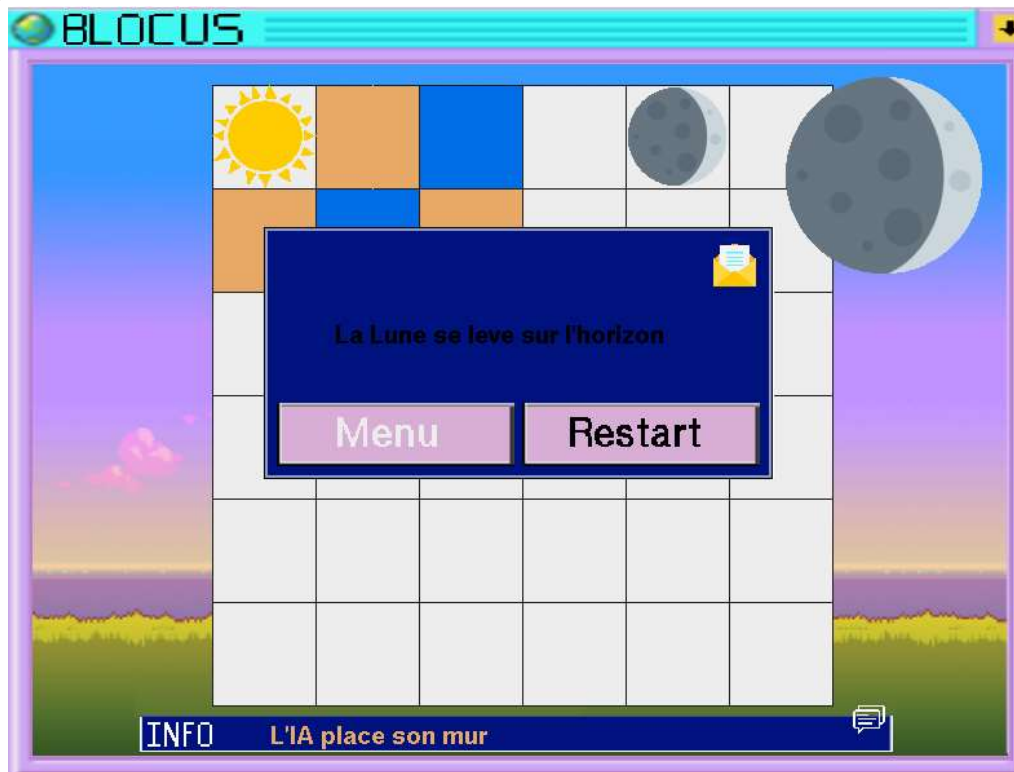 BLOCUS
La Lune se leve sur l'horizon
Menu
Restart
INFO
L'IA place son mur